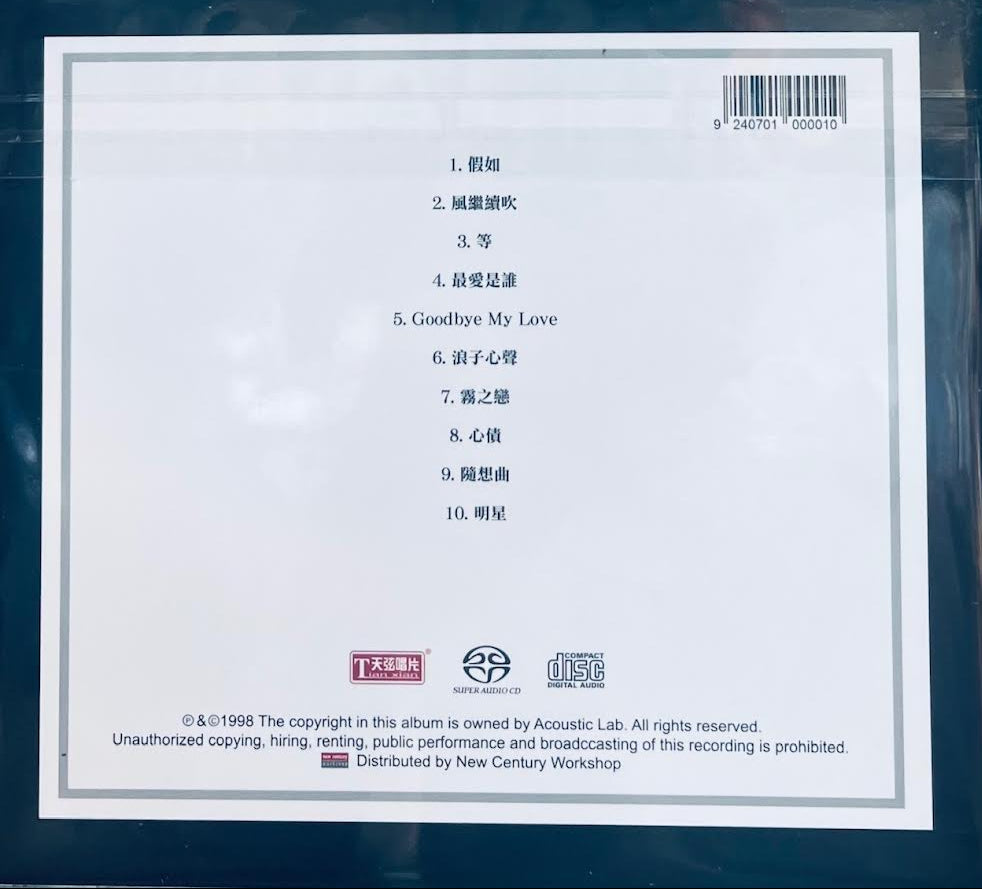 9 240701 000010
1. 假如
2. 風繼續吹
3. 等
4. 最愛是誰
5. Goodbye My Love
6. 浪子心聲
7. 霧之戀
8. 心債
9. 隨想曲
10. 明星
T天弦唱片®
Tian xian
SUPER AUDIO CD
COMPACT
disc
DIGITAL AUDIO
℗&©1998 The copyright in this album is owned by Acoustic Lab. All rights reserved.
Unauthorized copying, hiring, renting, public performance and broadccasting of this recording is prohibited.
Distributed by New Century Workshop